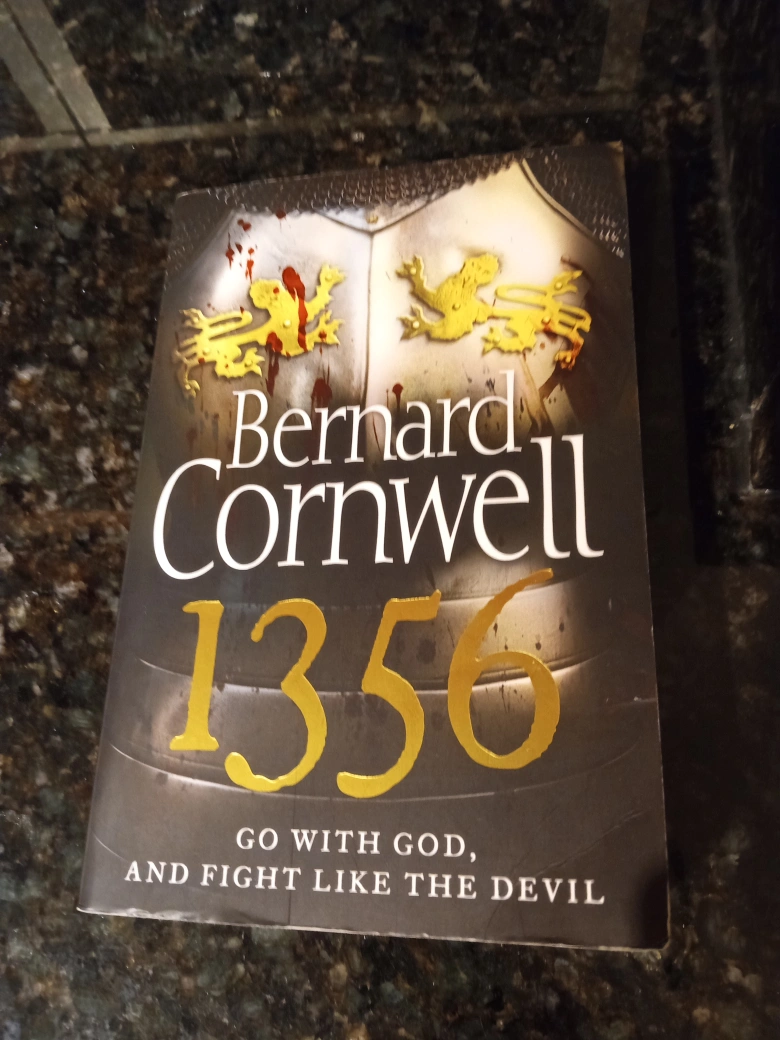 Bernard
Cornwell
1356
GO WITH GOD,
AND FIGHT LIKE THE DEVIL